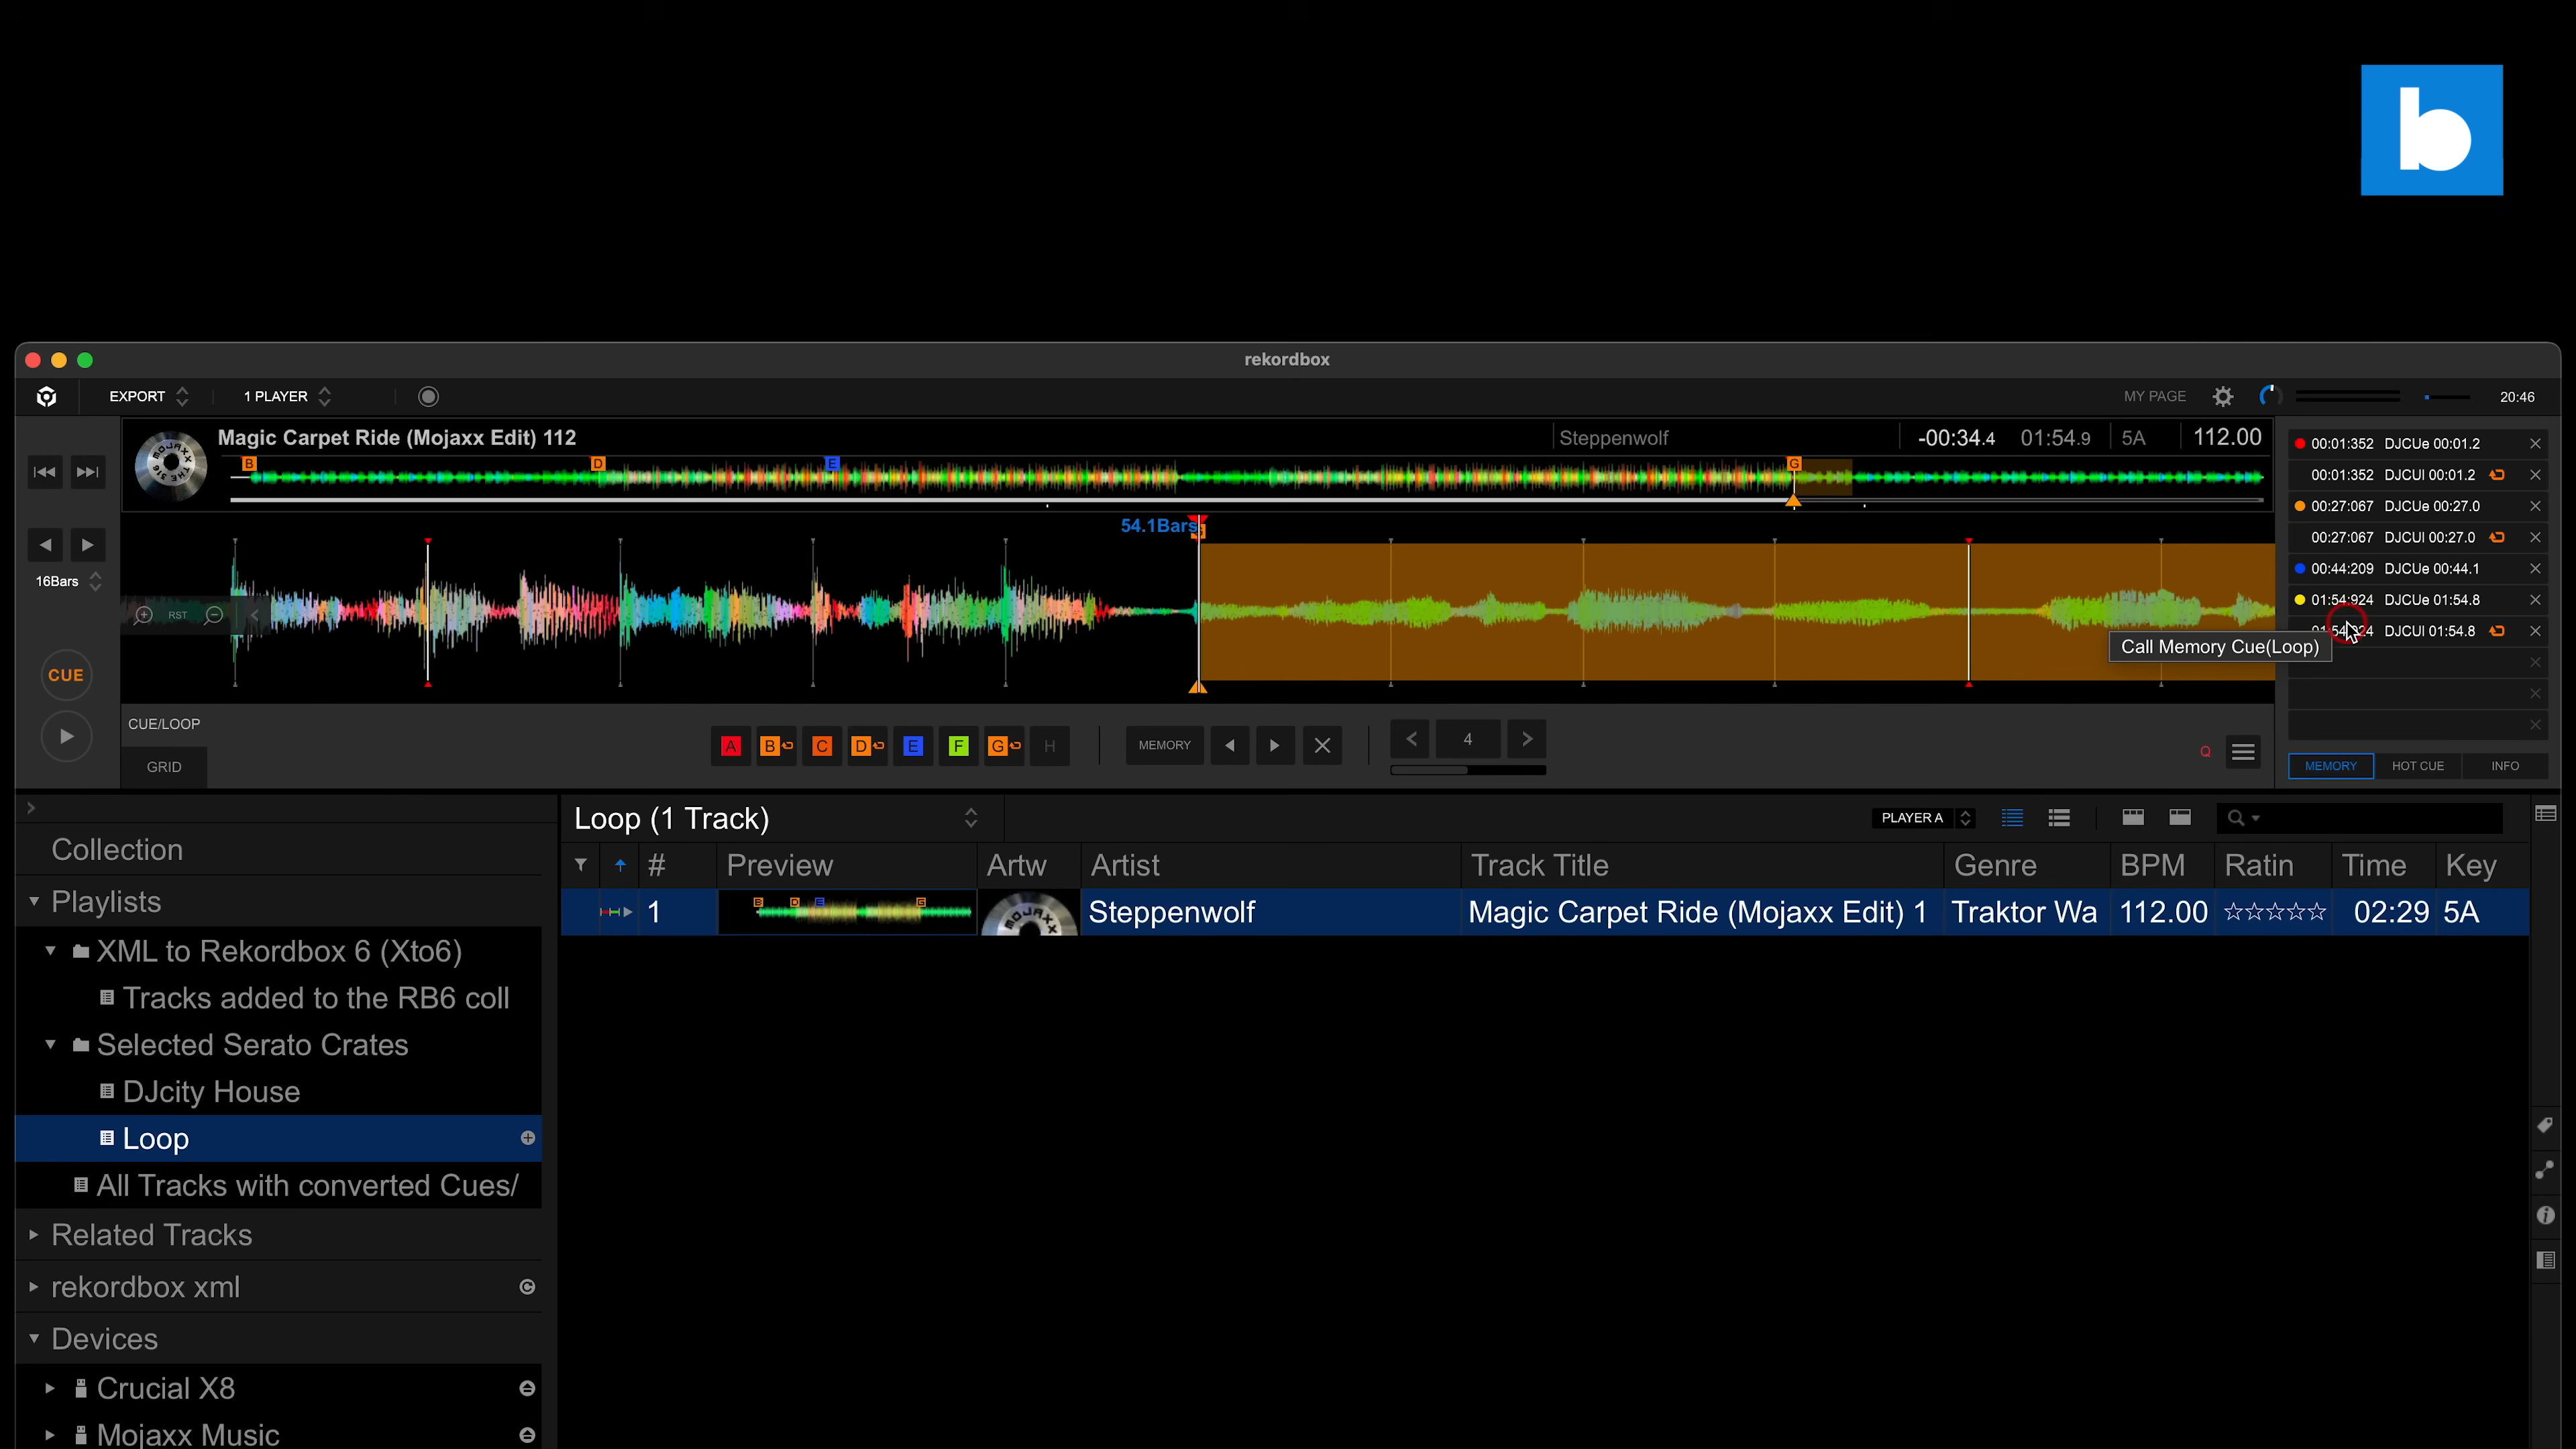 b
rekordbox
EXPORT 1 PLAYER MY PAGE 20:46
Magic Carpet Ride (Mojaxx Edit) 112 Steppenwolf -00:34.4 01:54.9 5A 112.00
B D E G
54.1Bars
16Bars
RST
CUE
00:01:352 DJCUe 00:01.2
00:01:352 DJCUl 00:01.2
00:27:067 DJCUe 00:27.0
00:27:067 DJCUl 00:27.0
00:44:209 DJCUe 00:44.1
01:54:924 DJCUe 01:54.8
DJCUl 01:54.8
Call Memory Cue(Loop)
CUE/LOOP
GRID
A B C D E F G H MEMORY 4 Q
MEMORY HOT CUE INFO
Collection
Playlists
XML to Rekordbox 6 (Xto6)
Tracks added to the RB6 coll
Selected Serato Crates
DJcity House
Loop
All Tracks with converted Cues/
Related Tracks
rekordbox xml
Devices
Crucial X8
Mojaxx Music
Loop (1 Track) PLAYER A
# Preview Artw Artist Track Title Genre BPM Ratin Time Key
1 Steppenwolf Magic Carpet Ride (Mojaxx Edit) 1 Traktor Wa 112.00 02:29 5A